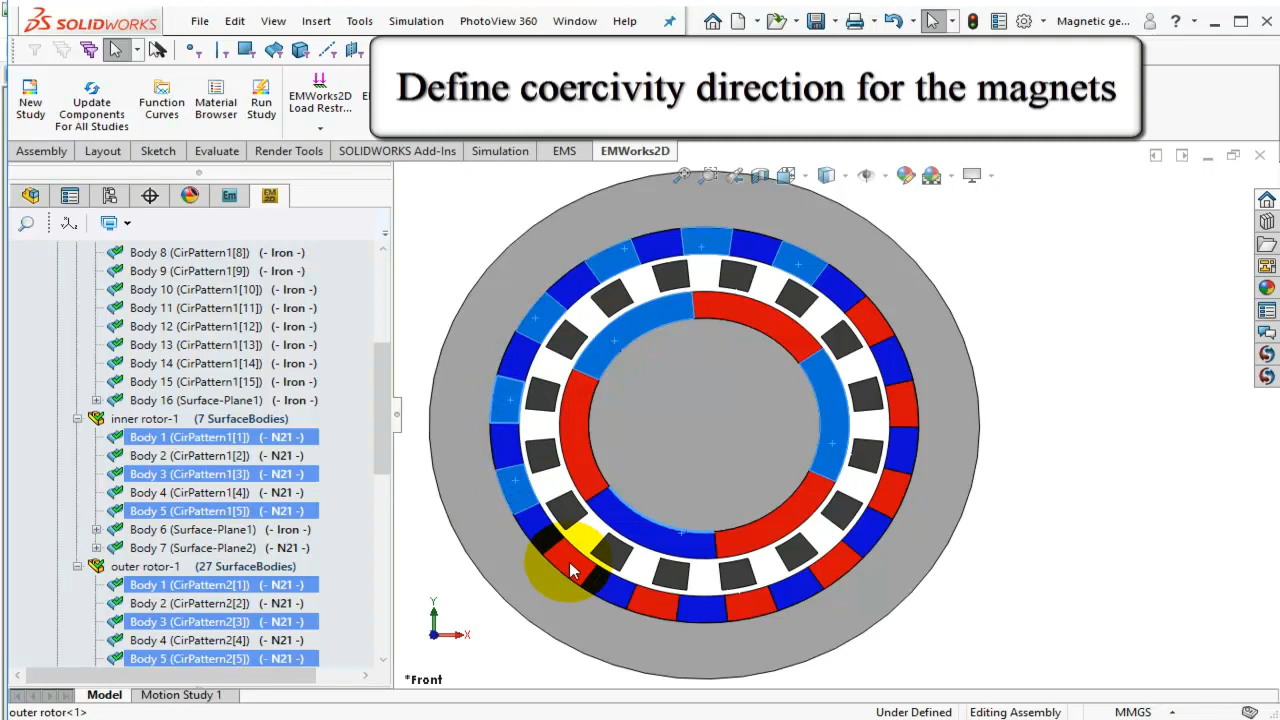 SOLIDWORKS File Edit View Insert Tools Simulation PhotoView 360 Window Help Magnetic ge... ?
Define coercivity direction for the magnets
New Study
Update Components For All Studies
Function Curves
Material Browser
Run Study
EMWorks2D Load Restr...
Assembly Layout Sketch Evaluate Render Tools SOLIDWORKS Add-Ins Simulation EMS EMWorks2D
Em
EM 2D
Body 8 (CirPattern1[8]) (- Iron -)
Body 9 (CirPattern1[9]) (- Iron -)
Body 10 (CirPattern1[10]) (- Iron -)
Body 11 (CirPattern1[11]) (- Iron -)
Body 12 (CirPattern1[12]) (- Iron -)
Body 13 (CirPattern1[13]) (- Iron -)
Body 14 (CirPattern1[14]) (- Iron -)
Body 15 (CirPattern1[15]) (- Iron -)
Body 16 (Surface-Plane1) (- Iron -)
inner rotor-1 (7 SurfaceBodies)
Body 1 (CirPattern1[1]) (- N21 -)
Body 2 (CirPattern1[2]) (- N21 -)
Body 3 (CirPattern1[3]) (- N21 -)
Body 4 (CirPattern1[4]) (- N21 -)
Body 5 (CirPattern1[5]) (- N21 -)
Body 6 (Surface-Plane1) (- Iron -)
Body 7 (Surface-Plane2) (- N21 -)
outer rotor-1 (27 SurfaceBodies)
Body 1 (CirPattern2[1]) (- N21 -)
Body 2 (CirPattern2[2]) (- N21 -)
Body 3 (CirPattern2[3]) (- N21 -)
Body 4 (CirPattern2[4]) (- N21 -)
Body 5 (CirPattern2[5]) (- N21 -)
Y
X
*Front
Model Motion Study 1
outer rotor<1> Under Defined Editing Assembly MMGS